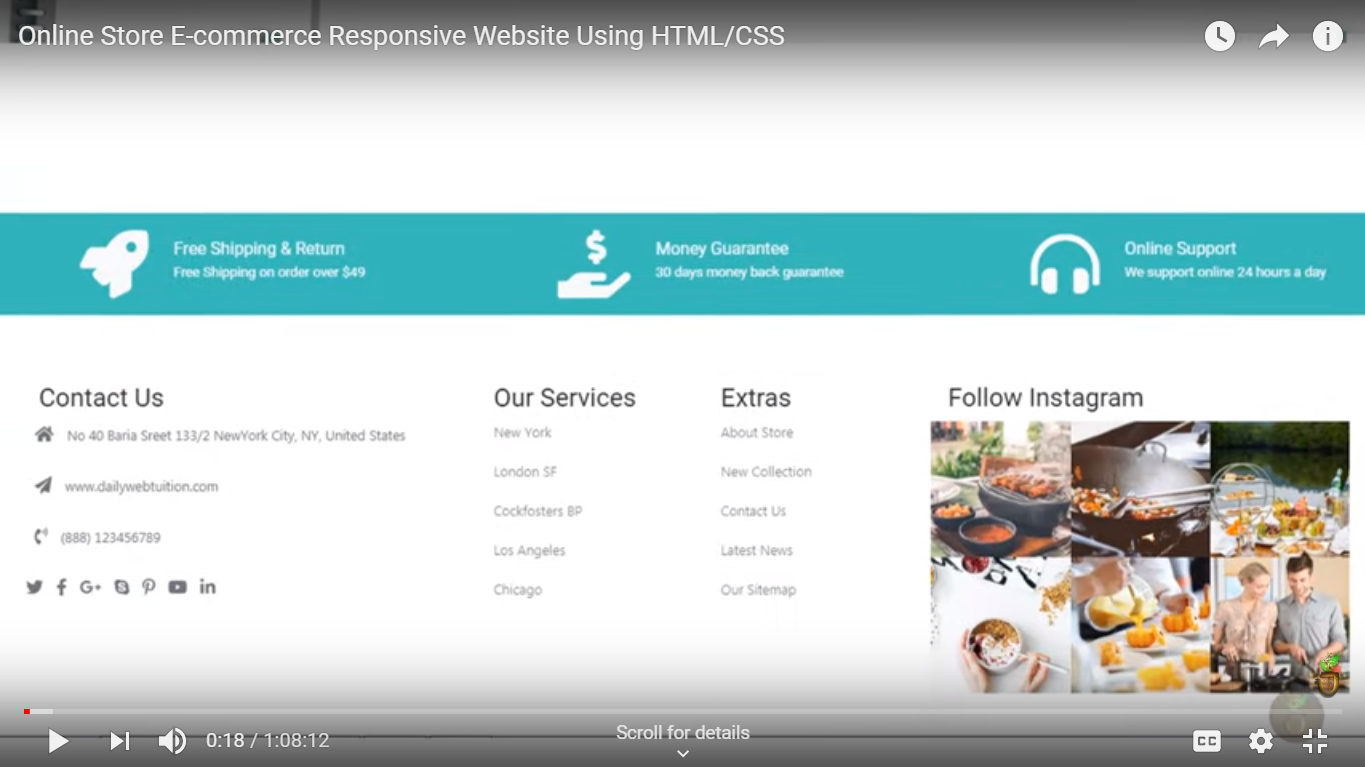 Online Store E-commerce Responsive Website Using HTML/CSS
Free Shipping & Return
Free Shipping on order over $49
Money Guarantee
30 days money back guarantee
Online Support
We support online 24 hours a day
Contact Us
No 40 Baria Sreet 133/2 NewYork City, NY, United States
www.dailywebtuition.com
(888) 123456789
Our Services
New York
London SF
Cockfosters BP
Los Angeles
Chicago
Extras
About Store
New Collection
Contact Us
Latest News
Our Sitemap
Follow Instagram
0:18 / 1:08:12
Scroll for details
CC